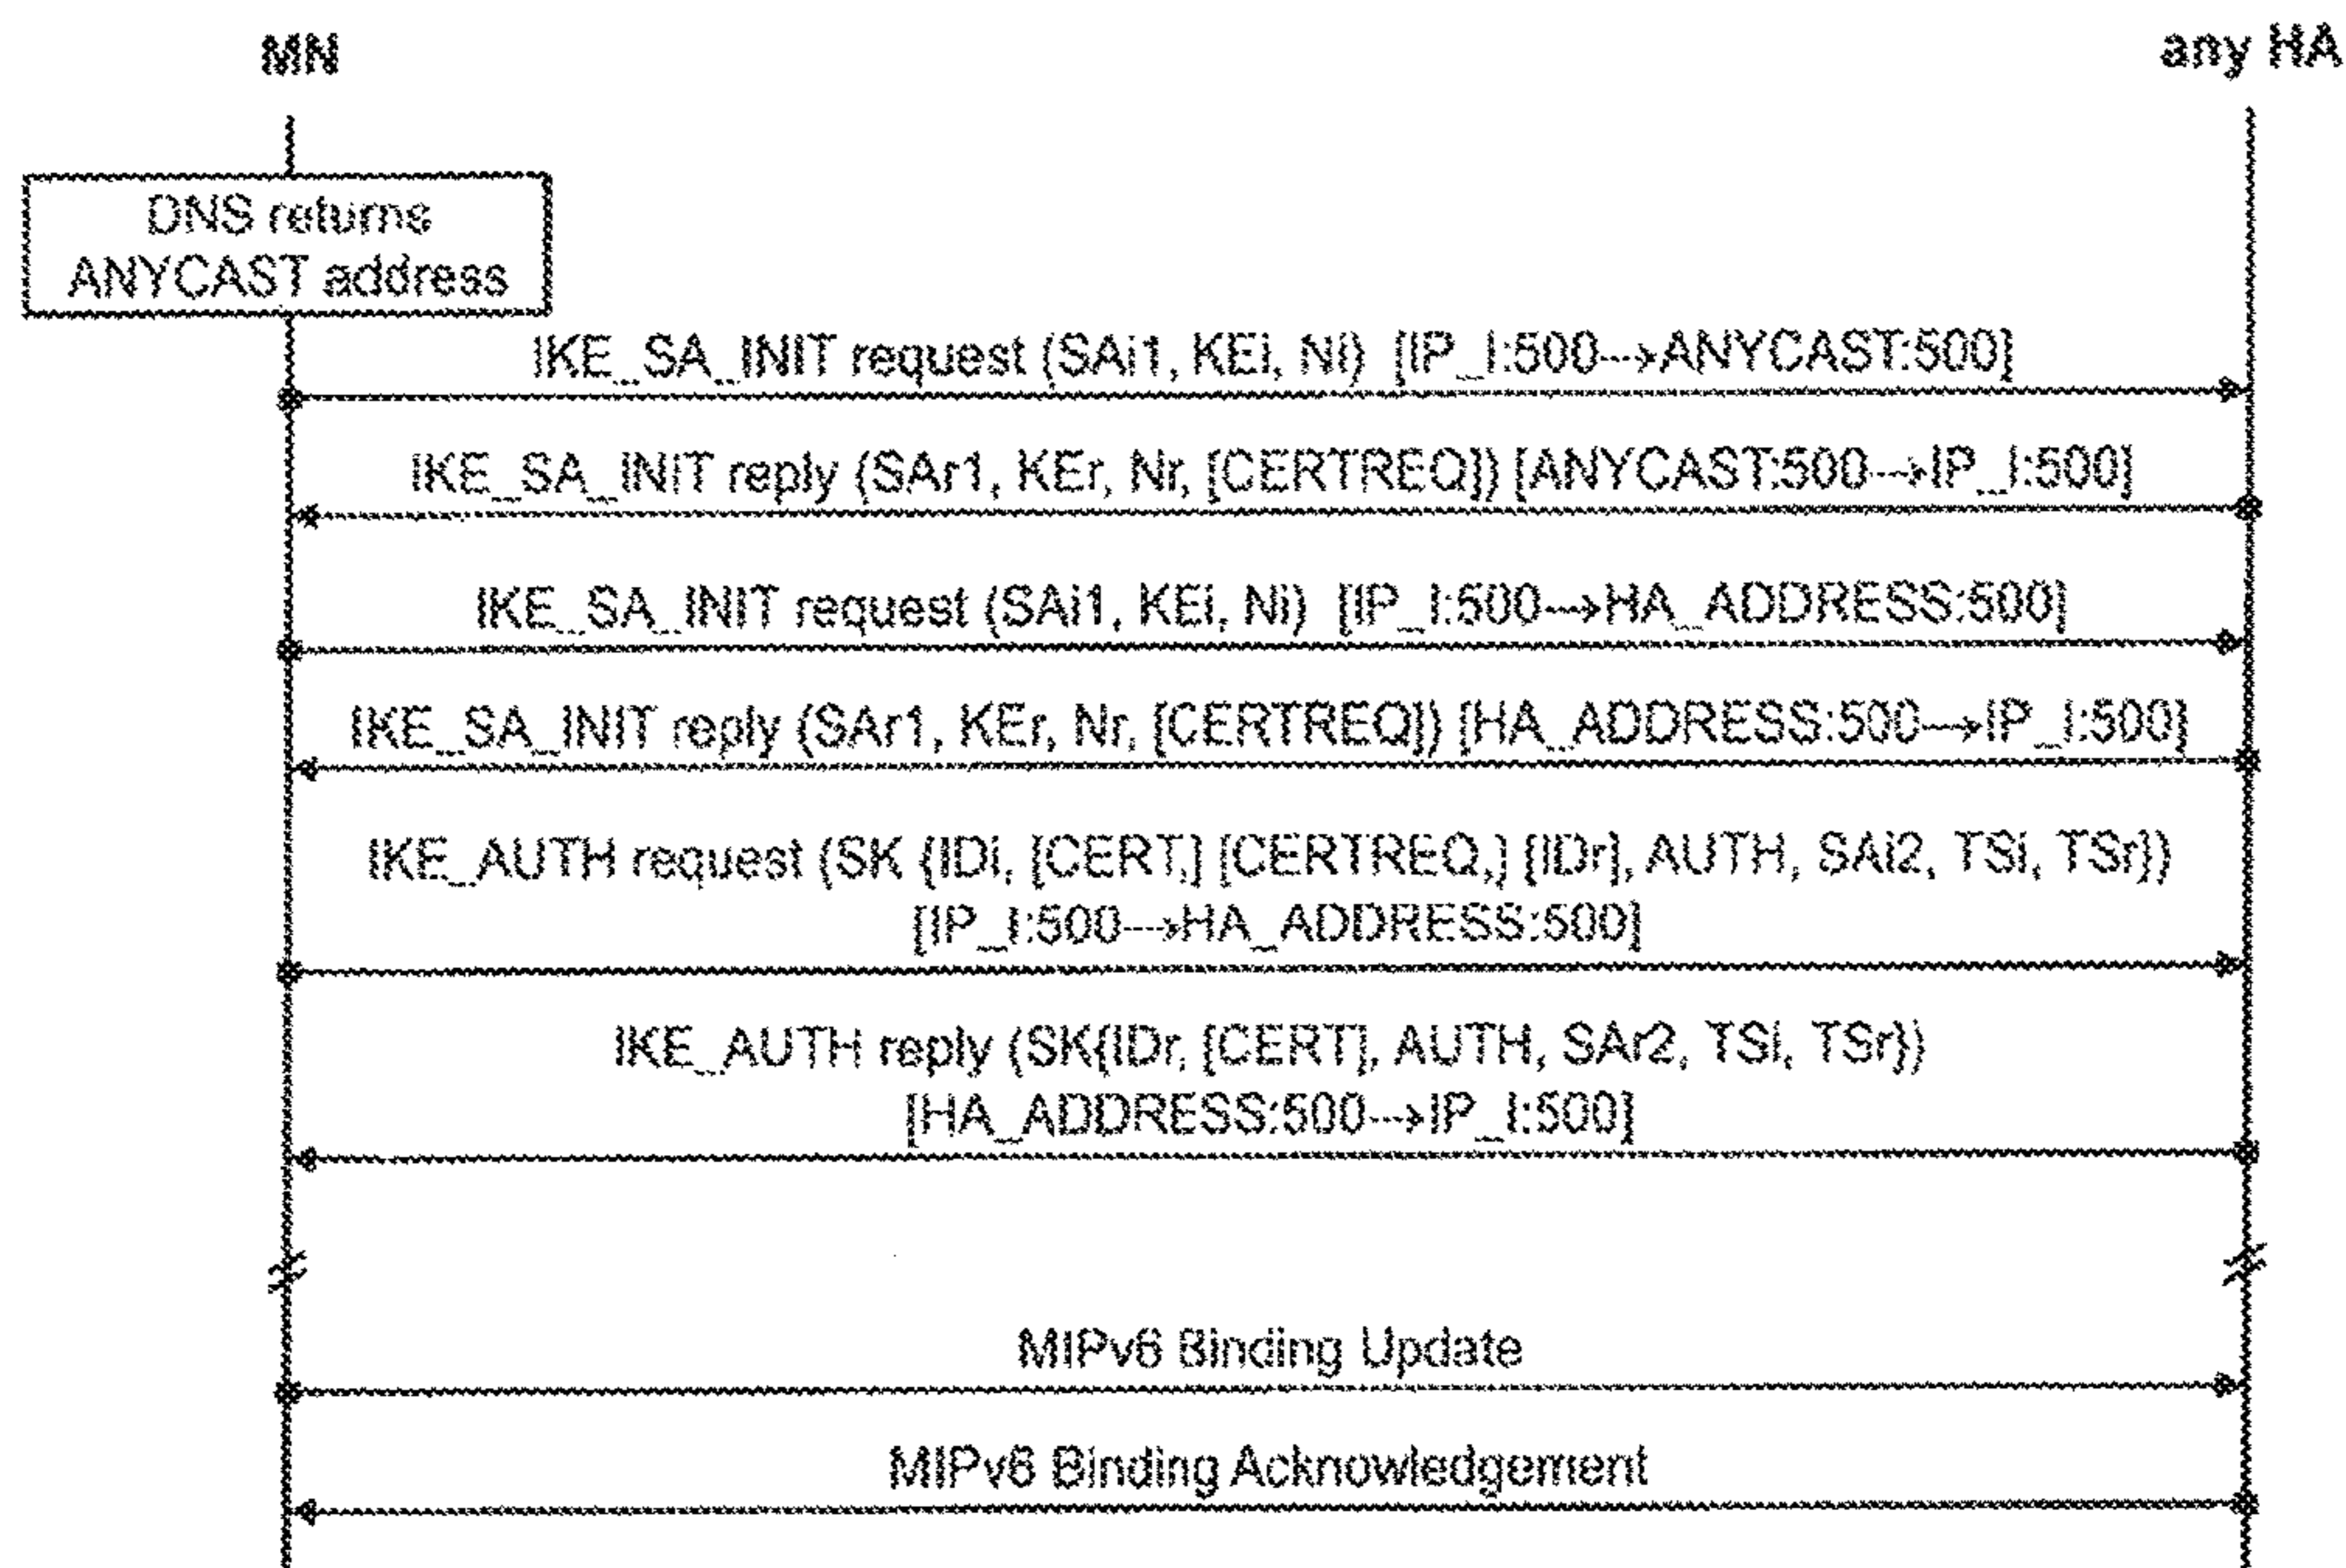 MN
any HA
DNS returns
ANYCAST address
IKE_SA_INIT request (SAi1, KEi, Ni) [IP_I:500--->ANYCAST:500]
IKE_SA_INIT reply (SAr1, KEr, Nr, [CERTREQ]) [ANYCAST:500--->IP_I:500]
IKE_SA_INIT request (SAi1, KEi, Ni) [IP_I:500--->HA_ADDRESS:500]
IKE_SA_INIT reply (SAr1, KEr, Nr, [CERTREQ]) [HA_ADDRESS:500--->IP_I:500]
IKE_AUTH request (SK {IDi, [CERT,] [CERTREQ,] [IDr], AUTH, SAi2, TSi, TSr})
[IP_I:500--->HA_ADDRESS:500]
IKE_AUTH reply (SK{IDr, [CERT], AUTH, SAr2, TSi, TSr})
[HA_ADDRESS:500--->IP_I:500]
MIPv6 Binding Update
MIPv6 Binding Acknowledgement